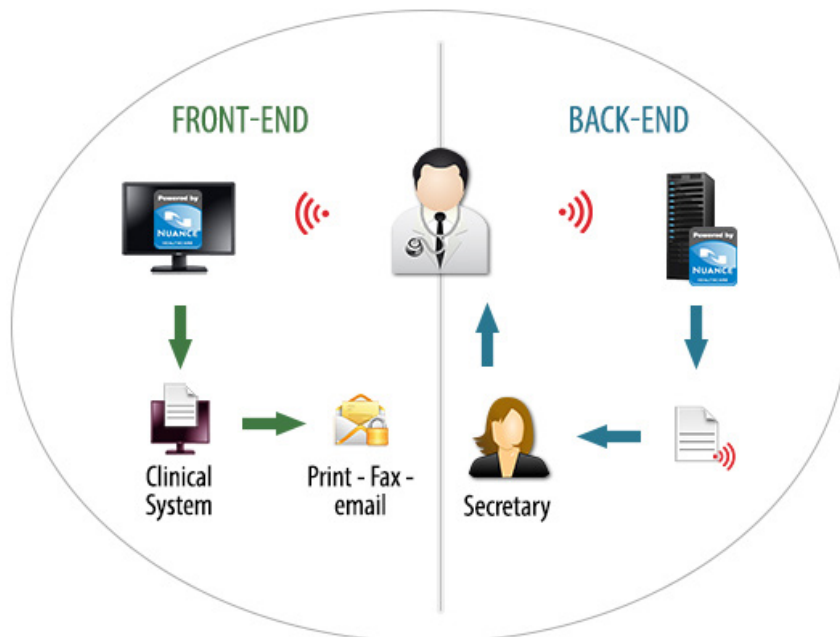 FRONT-END
BACK-END
Powered by
NUANCE
Powered by
NUANCE
Clinical
System
Print - Fax -
email
Secretary